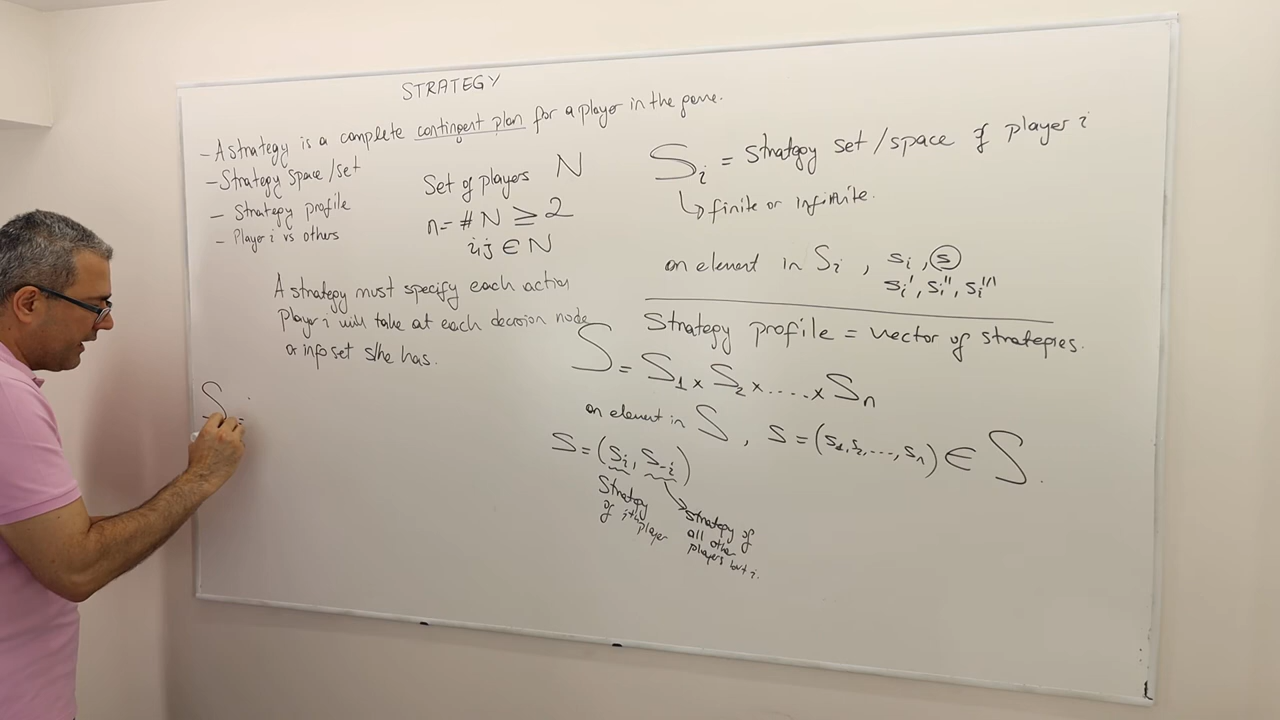 STRATEGY
- A strategy is a complete contingent plan for a player in the game.
- Strategy space/set
- Strategy profile
- Player i vs others
Set of players N
n = # N ≥ 2
i,j ∈ N
A strategy must specify each action
player i will take at each decision node
or info set s/he has.
S_i = strategy set/space of player i
↳ finite or infinite.
an element in S_i , s_i , s
s_i', s_i'', s_i'''
Strategy profile = vector of strategies.
S = S_1 x S_2 x .... x S_n
an element in S , s = (s_1, s_2, ..., s_n) ∈ S.
s = (s_i, s_-i)
strategy
of ith
player
strategy of
all other
players but i.
S_-